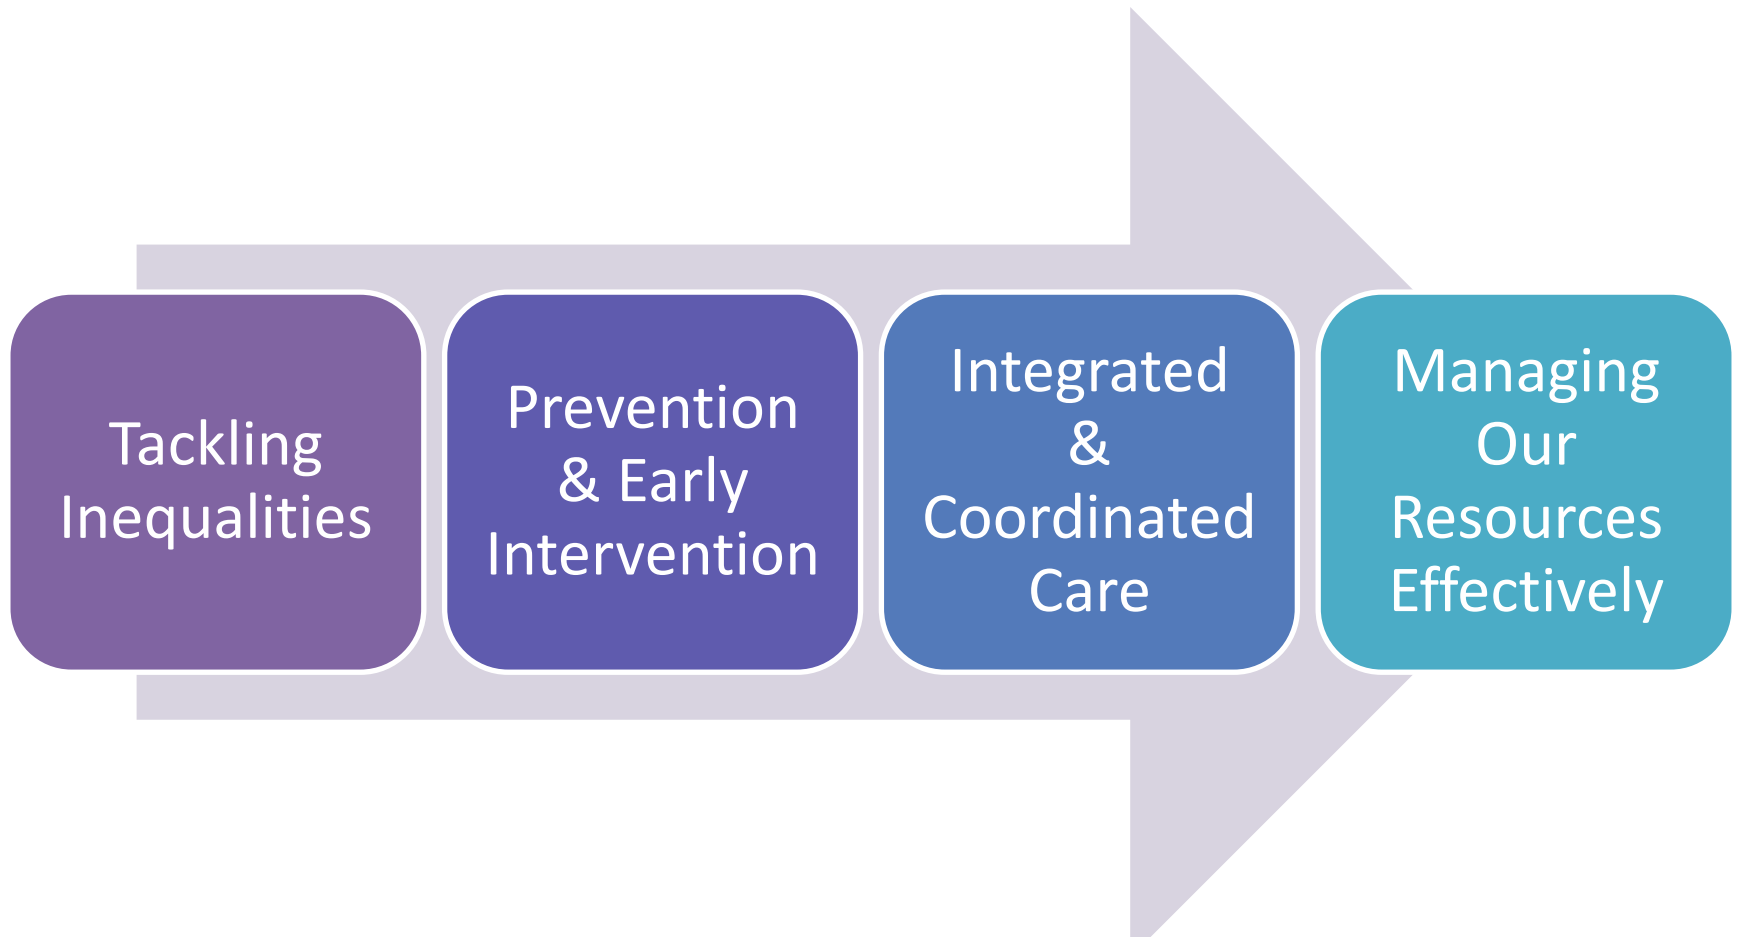 Tackling
Inequalities
Prevention
& Early
Intervention
Integrated
&
Coordinated
Care
Managing
Our
Resources
Effectively